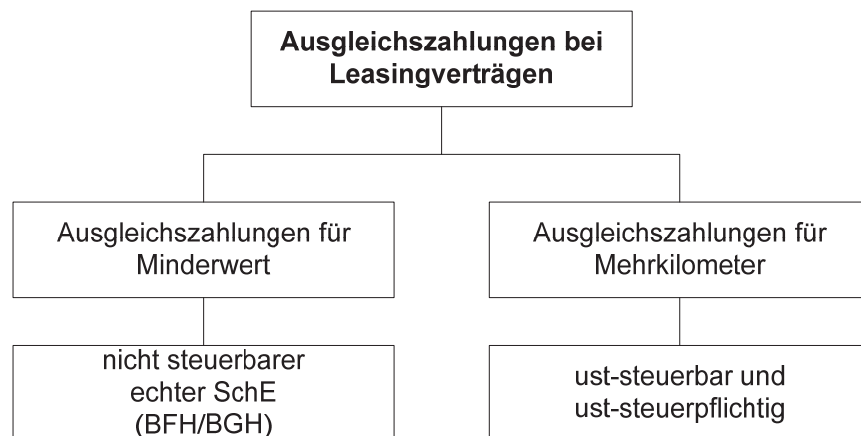 Ausgleichszahlungen bei
Leasingverträgen
Ausgleichszahlungen für
Minderwert
Ausgleichszahlungen für
Mehrkilometer
nicht steuerbarer
echter SchE
(BFH/BGH)
ust-steuerbar und
ust-steuerpflichtig